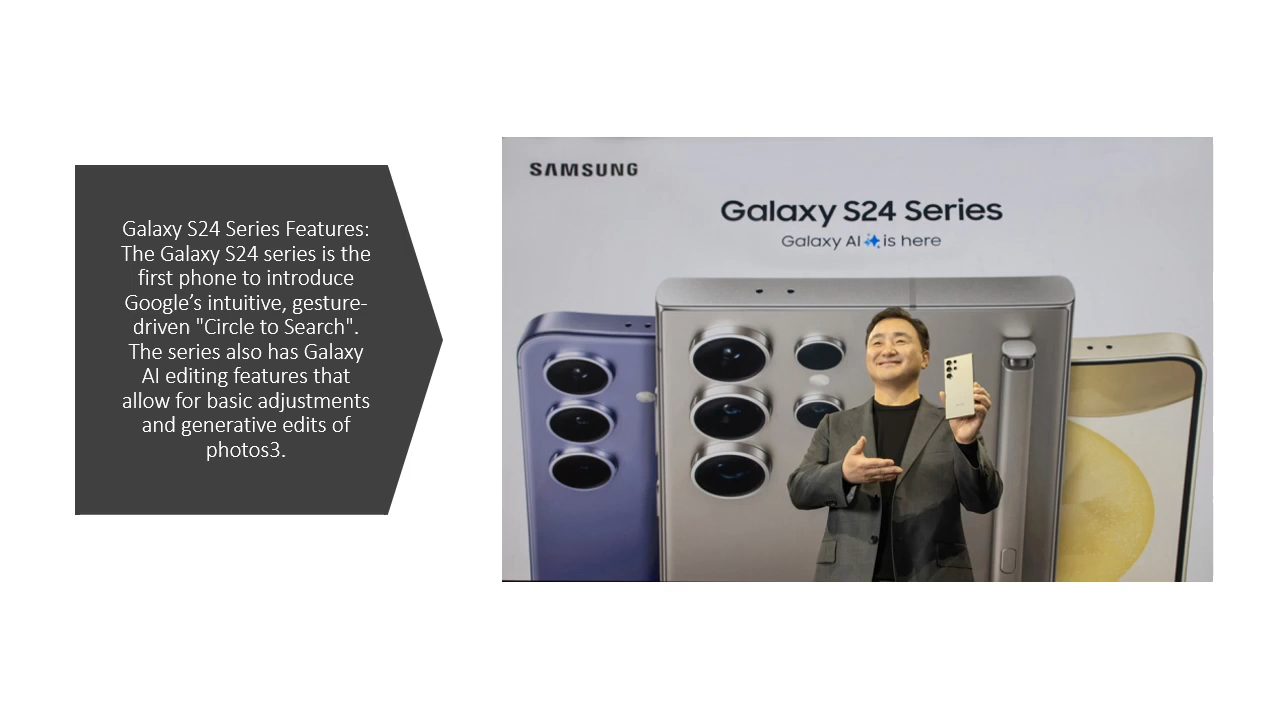 Galaxy S24 Series Features:
The Galaxy S24 series is the
first phone to introduce
Google’s intuitive, gesture-
driven "Circle to Search".
The series also has Galaxy
AI editing features that
allow for basic adjustments
and generative edits of
photos3.
SAMSUNG
Galaxy S24 Series
Galaxy AI is here